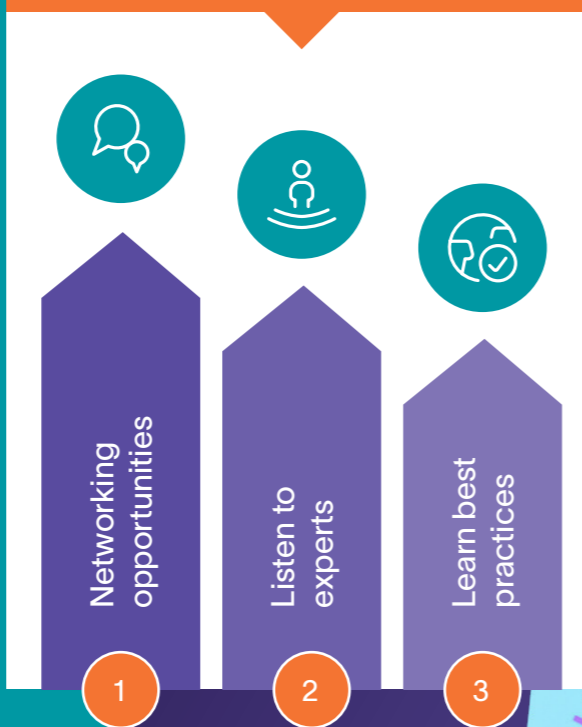 Networking
opportunities
1
Listen to
experts
2
Learn best
practices
3